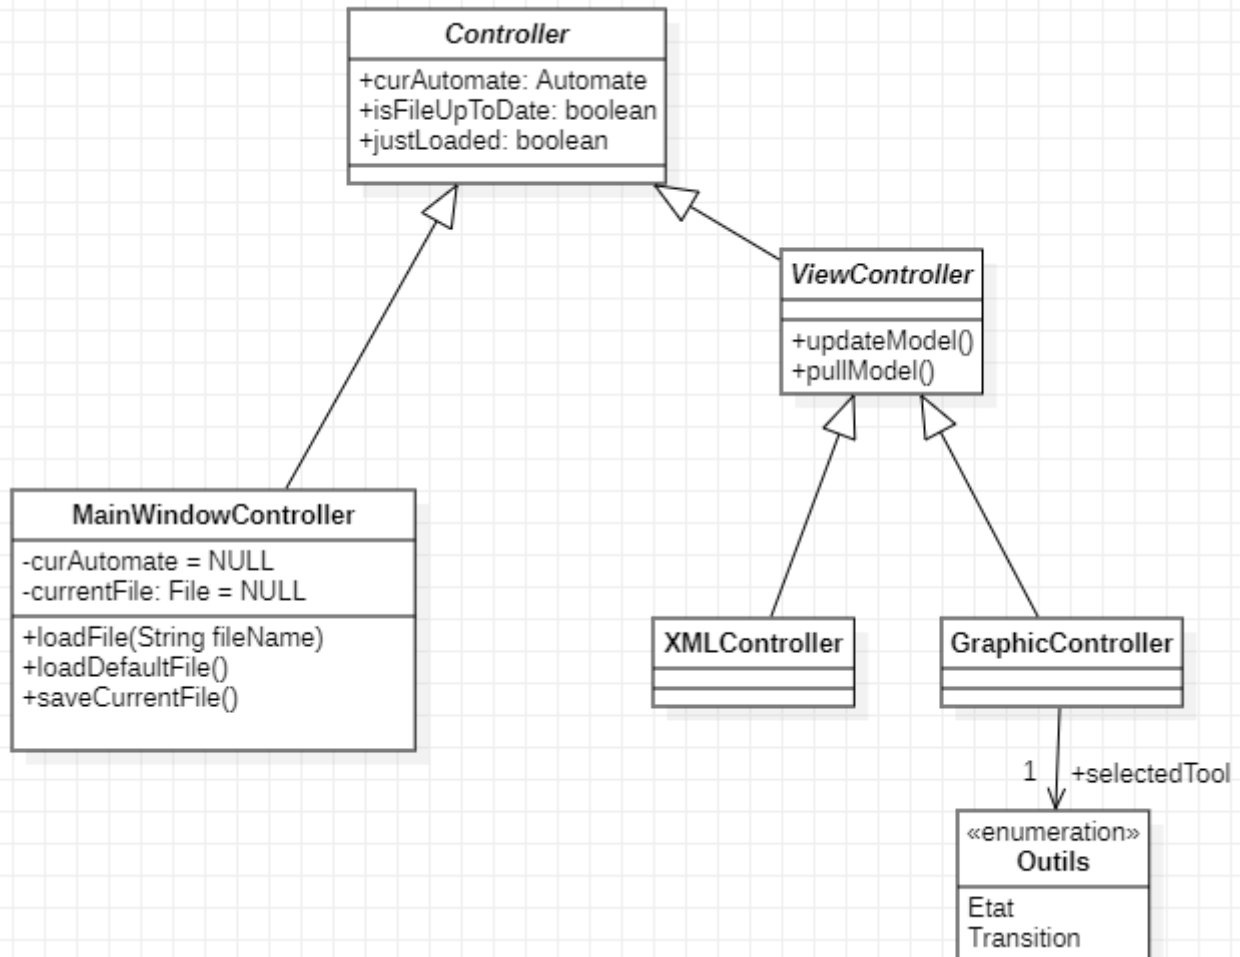 Controller
+curAutomate: Automate
+isFileUpToDate: boolean
+justLoaded: boolean
ViewController
+updateModel()
+pullModel()
MainWindowController
-curAutomate = NULL
-currentFile: File = NULL
+loadFile(String fileName)
+loadDefaultFile()
+saveCurrentFile()
XMLController
GraphicController
1
+selectedTool
«enumeration»
Outils
Etat
Transition